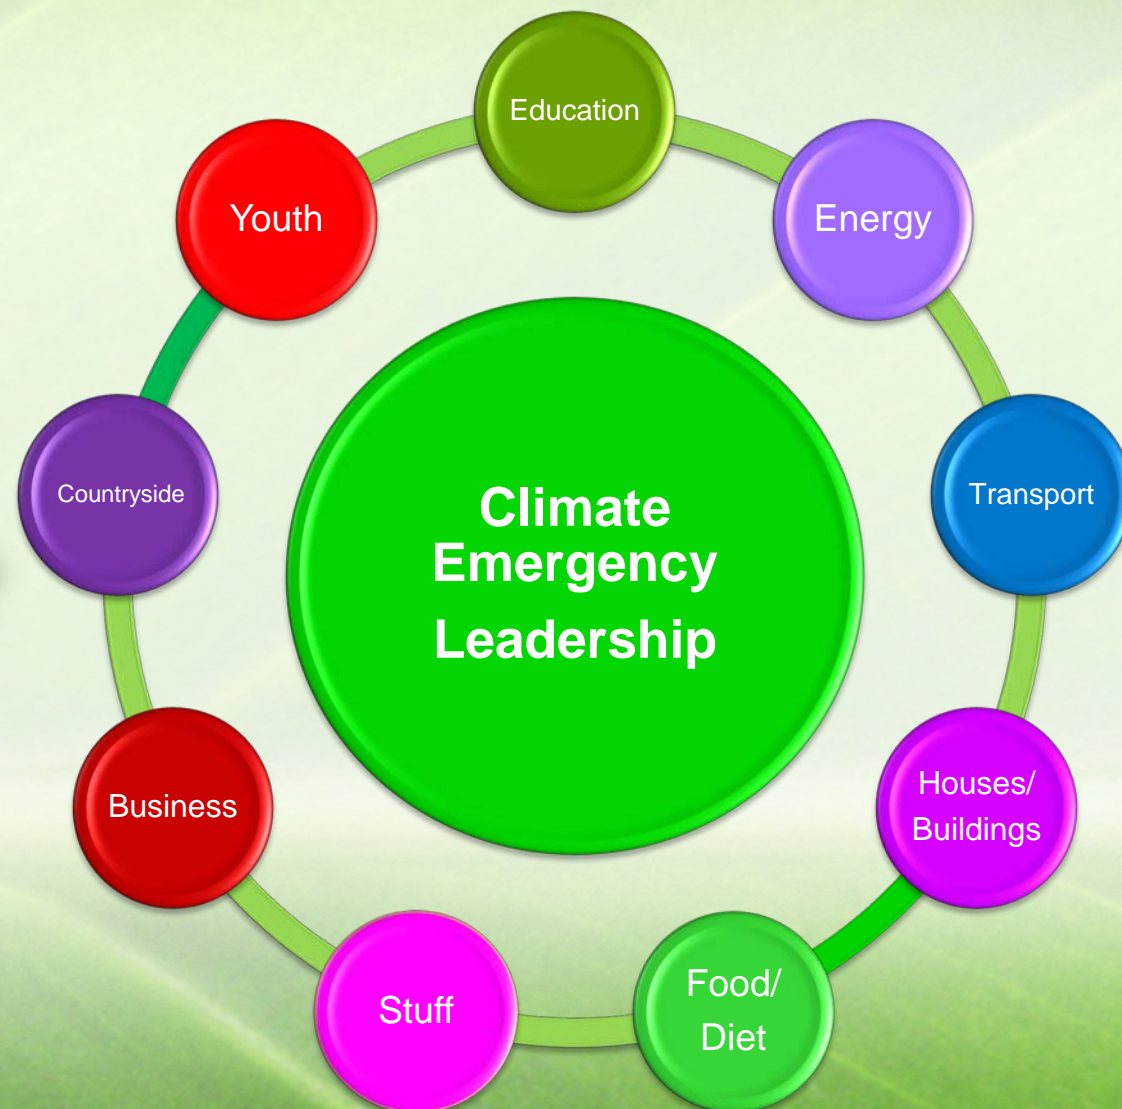 Education
Energy
Transport
Houses/
Buildings
Food/
Diet
Stuff
Business
Countryside
Youth
Climate
Emergency
Leadership